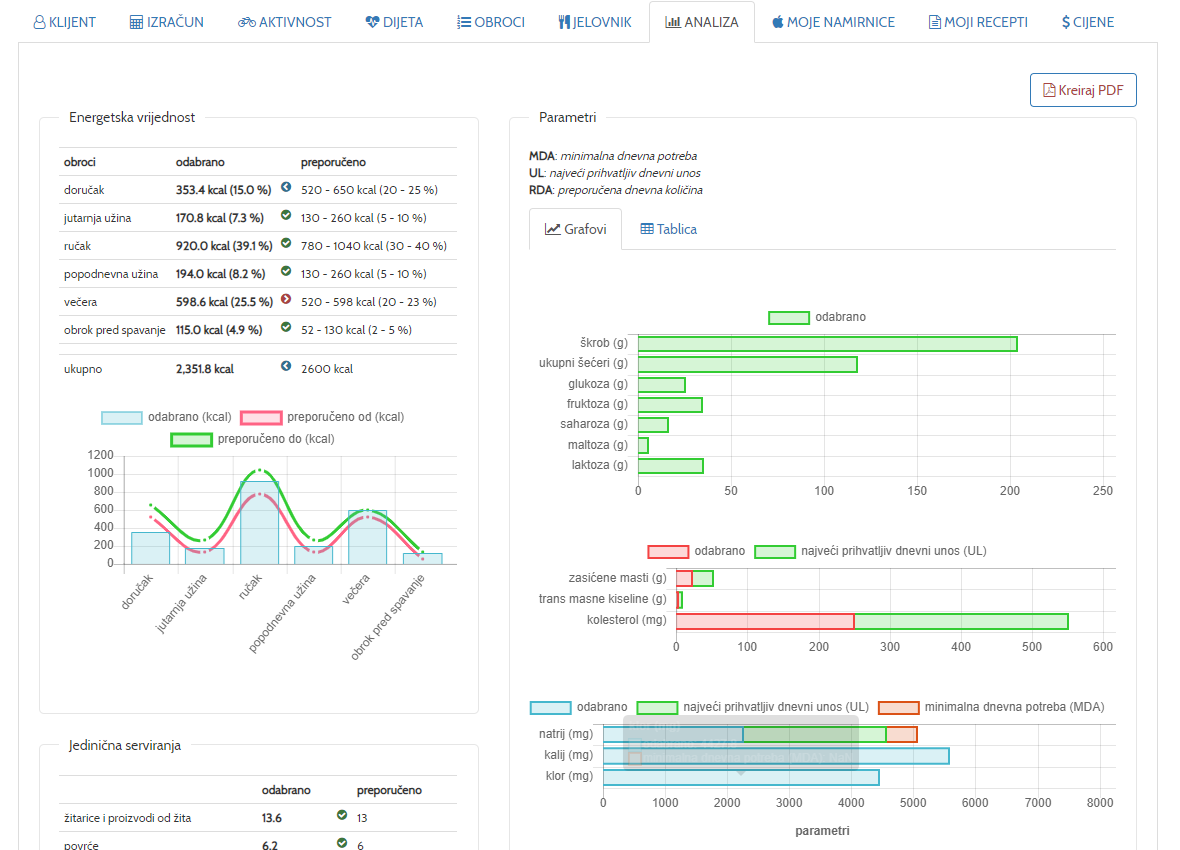 KLIJENT IZRAČUN AKTIVNOST DIJETA OBROCI JELOVNIK ANALIZA MOJE NAMIRNICE MOJI RECEPTI CIJENE
Kreiraj PDF
Energetska vrijednost
obroci odabrano preporučeno
doručak 353.4 kcal (15.0 %) 520 - 650 kcal (20 - 25 %)
jutarnja užina 170.8 kcal (7.3 %) 130 - 260 kcal (5 - 10 %)
ručak 920.0 kcal (39.1 %) 780 - 1040 kcal (30 - 40 %)
popodnevna užina 194.0 kcal (8.2 %) 130 - 260 kcal (5 - 10 %)
večera 598.6 kcal (25.5 %) 520 - 598 kcal (20 - 23 %)
obrok pred spavanje 115.0 kcal (4.9 %) 52 - 130 kcal (2 - 5 %)
ukupno 2,351.8 kcal 2600 kcal
odabrano (kcal) preporučeno od (kcal)
preporučeno do (kcal)
1200
1000
800
600
400
200
0
doručak jutarnja užina ručak popodnevna užina večera obrok pred spavanje
Jedinična serviranja
odabrano preporučeno
žitarice i proizvodi od žita 13.6 13
povrće 6.2 6
Parametri
MDA: minimalna dnevna potreba
UL: najveći prihvatljiv dnevni unos
RDA: preporučena dnevna količina
Grafovi Tablica
odabrano
škrob (g)
ukupni šećeri (g)
glukoza (g)
fruktoza (g)
saharoza (g)
maltoza (g)
laktoza (g)
0 50 100 150 200 250
odabrano najveći prihvatljiv dnevni unos (UL)
zasićene masti (g)
trans masne kiseline (g)
kolesterol (mg)
0 100 200 300 400 500 600
odabrano najveći prihvatljiv dnevni unos (UL) minimalna dnevna potreba (MDA)
natrij (mg)
kalij (mg)
klor (mg)
0 1000 2000 3000 4000 5000 6000 7000 8000
parametri